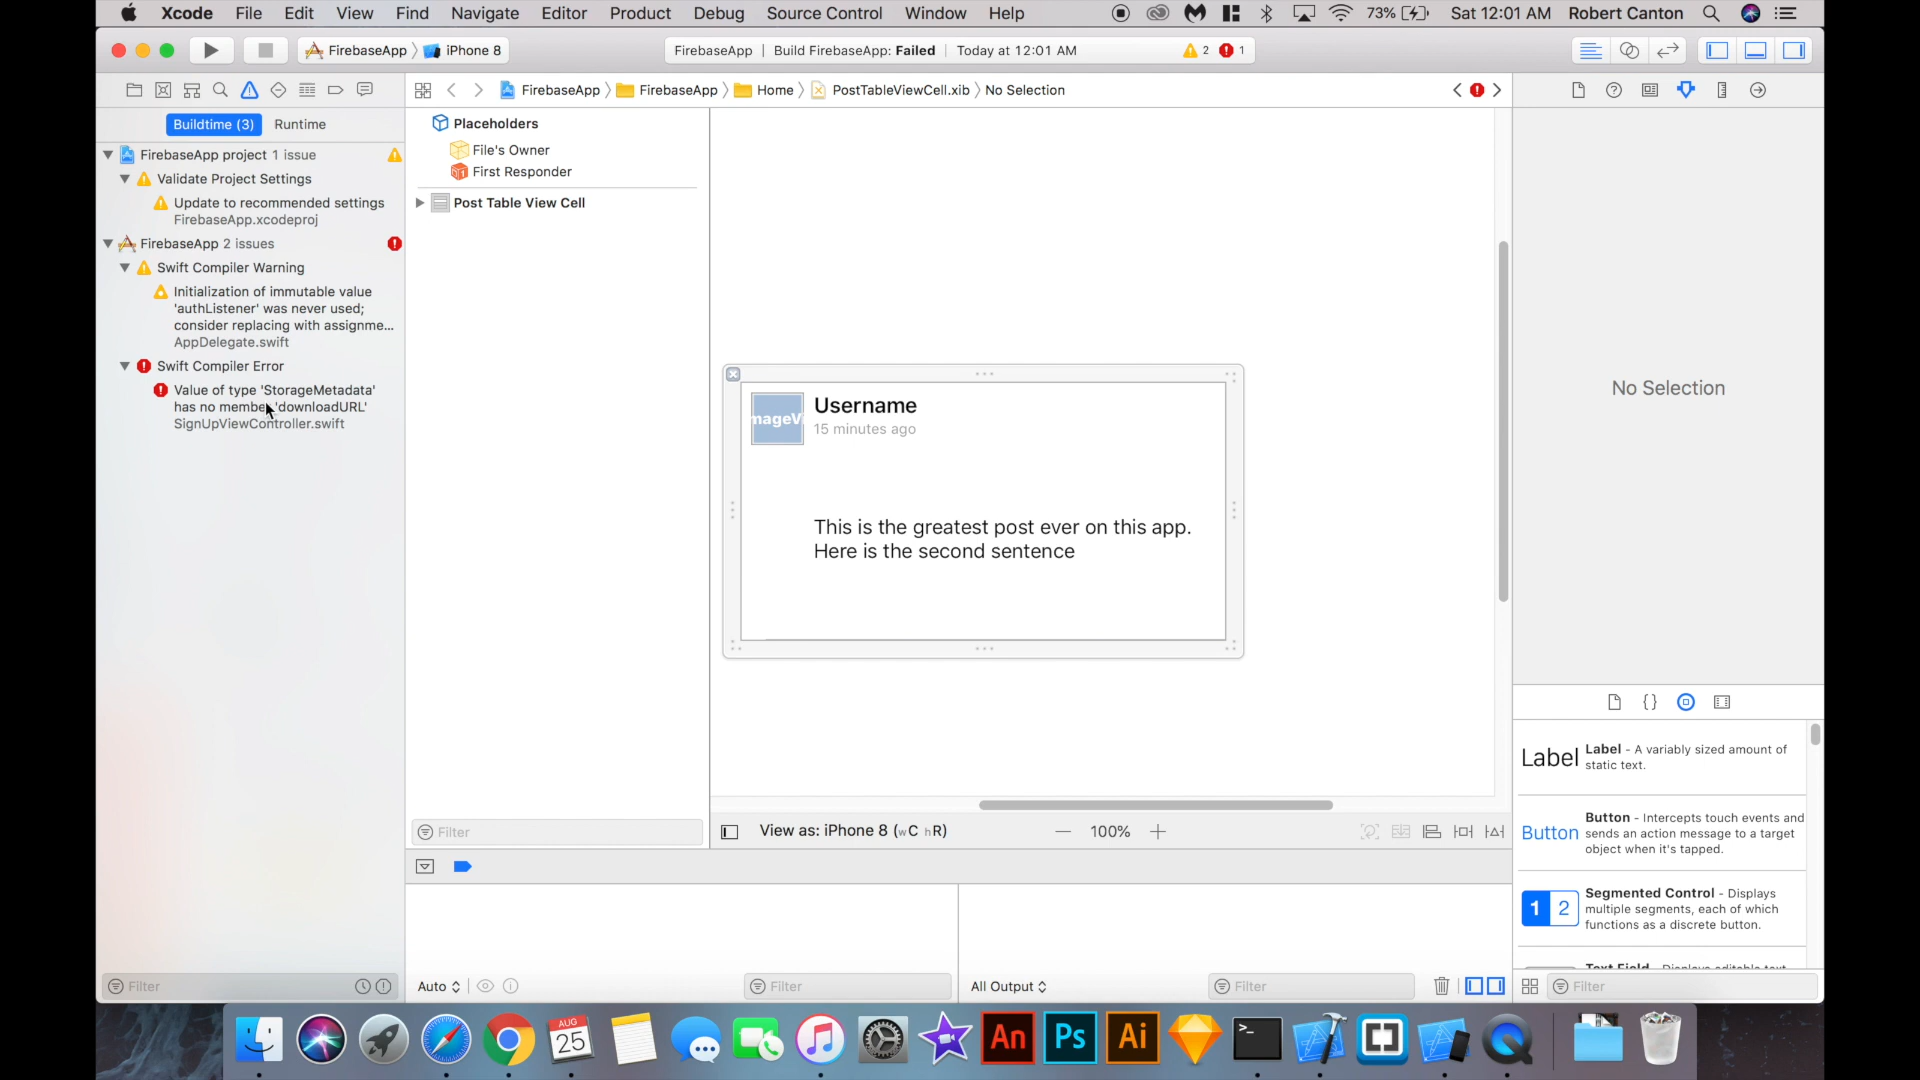 Xcode File Edit View Find Navigate Editor Product Debug Source Control Window Help 73% Sat 12:01 AM Robert Canton
FirebaseApp iPhone 8 FirebaseApp | Build FirebaseApp: Failed | Today at 12:01 AM 2 1
FirebaseApp FirebaseApp Home PostTableViewCell.xib No Selection
Buildtime (3) Runtime
FirebaseApp project 1 issue
Validate Project Settings
Update to recommended settings
FirebaseApp.xcodeproj
FirebaseApp 2 issues
Swift Compiler Warning
Initialization of immutable value
'authListener' was never used;
consider replacing with assignme...
AppDelegate.swift
Swift Compiler Error
Value of type 'StorageMetadata'
has no member 'downloadURL'
SignUpViewController.swift
Filter
Placeholders
File's Owner
First Responder
Post Table View Cell
Filter
mageVi
Username
15 minutes ago
This is the greatest post ever on this app.
Here is the second sentence
View as: iPhone 8 (wC hR) 100%
Auto Filter
All Output Filter
No Selection
{}
Label Label - A variably sized amount of
static text.
Button Button - Intercepts touch events and
sends an action message to a target
object when it's tapped.
1 2 Segmented Control - Displays
multiple segments, each of which
functions as a discrete button.
Text Field - Displays editable text
Filter
AUG
25
An Ps Ai
>_